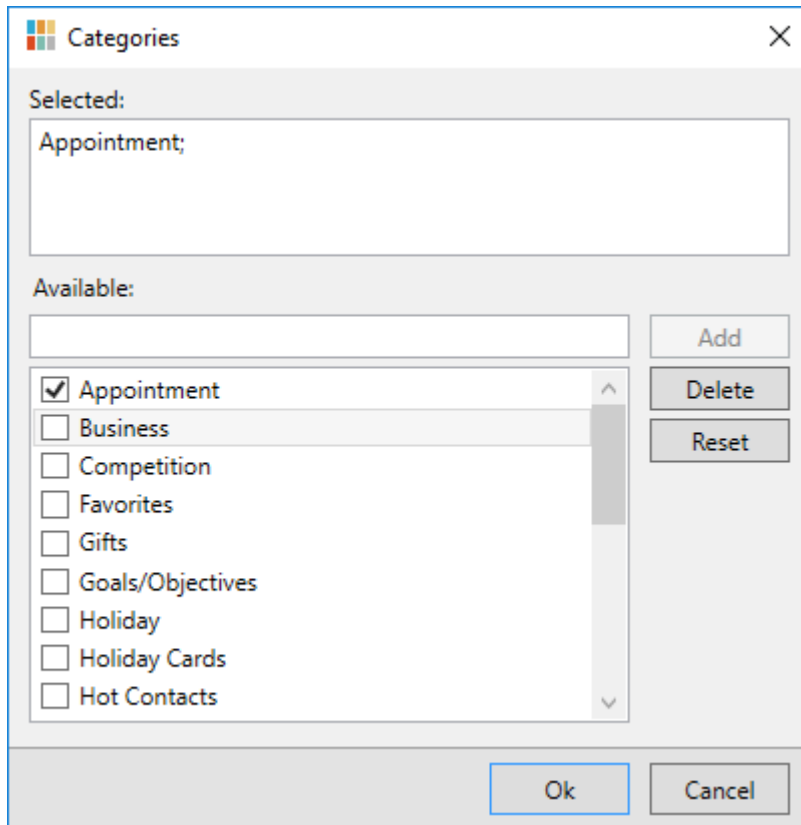 Categories
Selected:
Appointment;
Available:
Add
Appointment
Delete
Business
Reset
Competition
Favorites
Gifts
Goals/Objectives
Holiday
Holiday Cards
Hot Contacts
Ok
Cancel